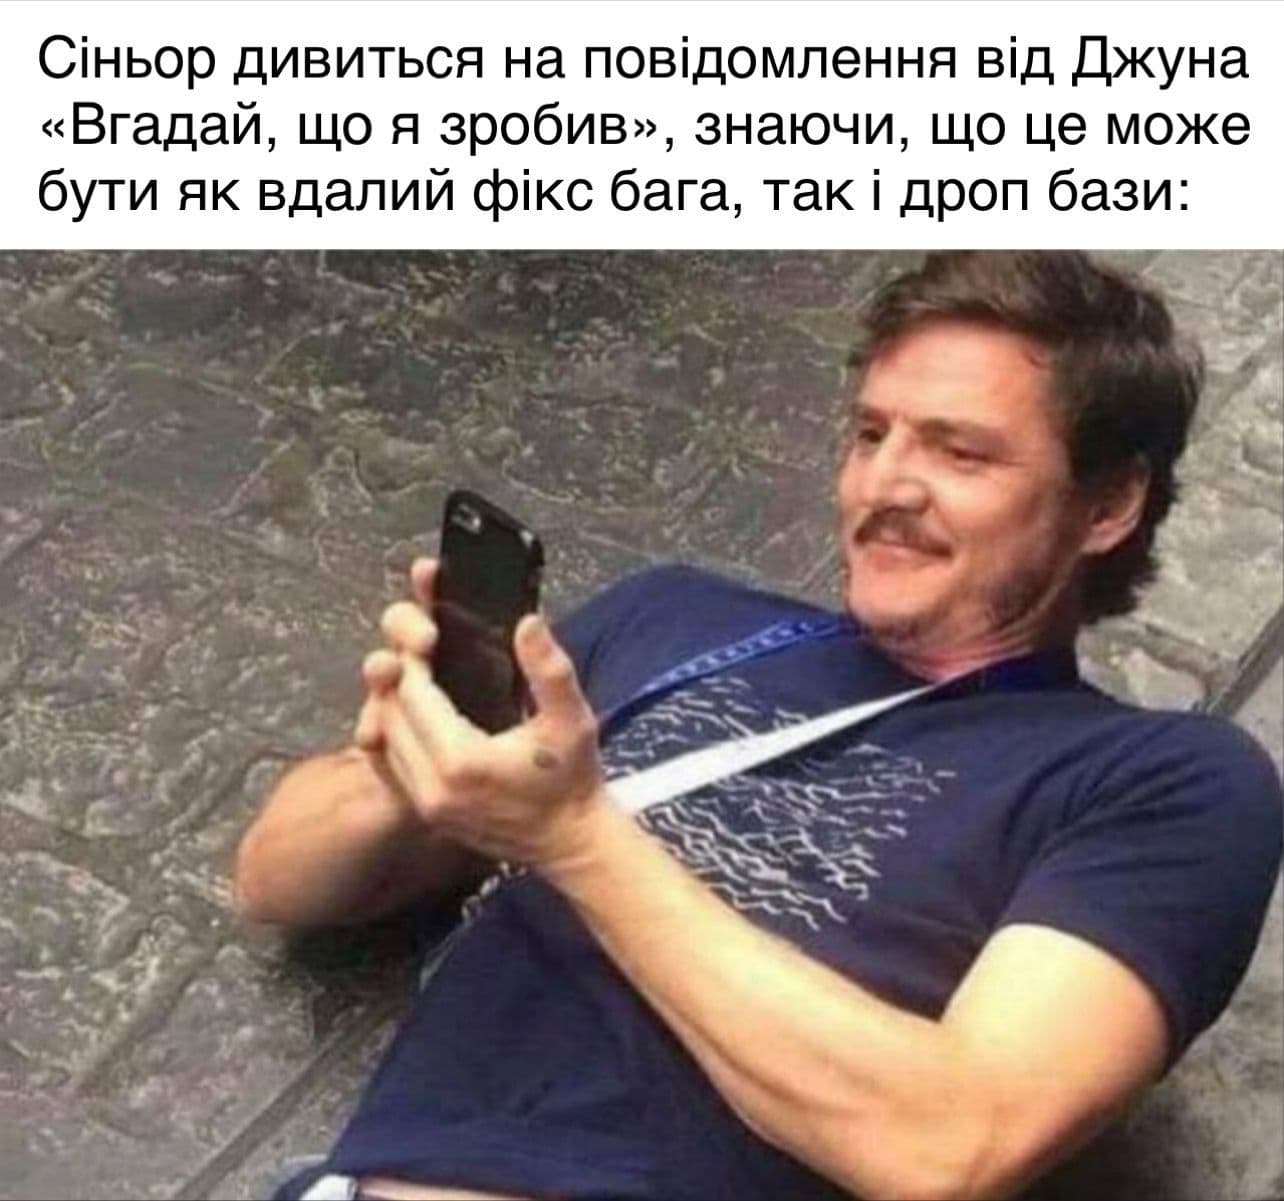 Сіньор дивиться на повідомлення від Джуна
«Вгадай, що я зробив», знаючи, що це може
бути як вдалий фікс бага, так і дроп бази: